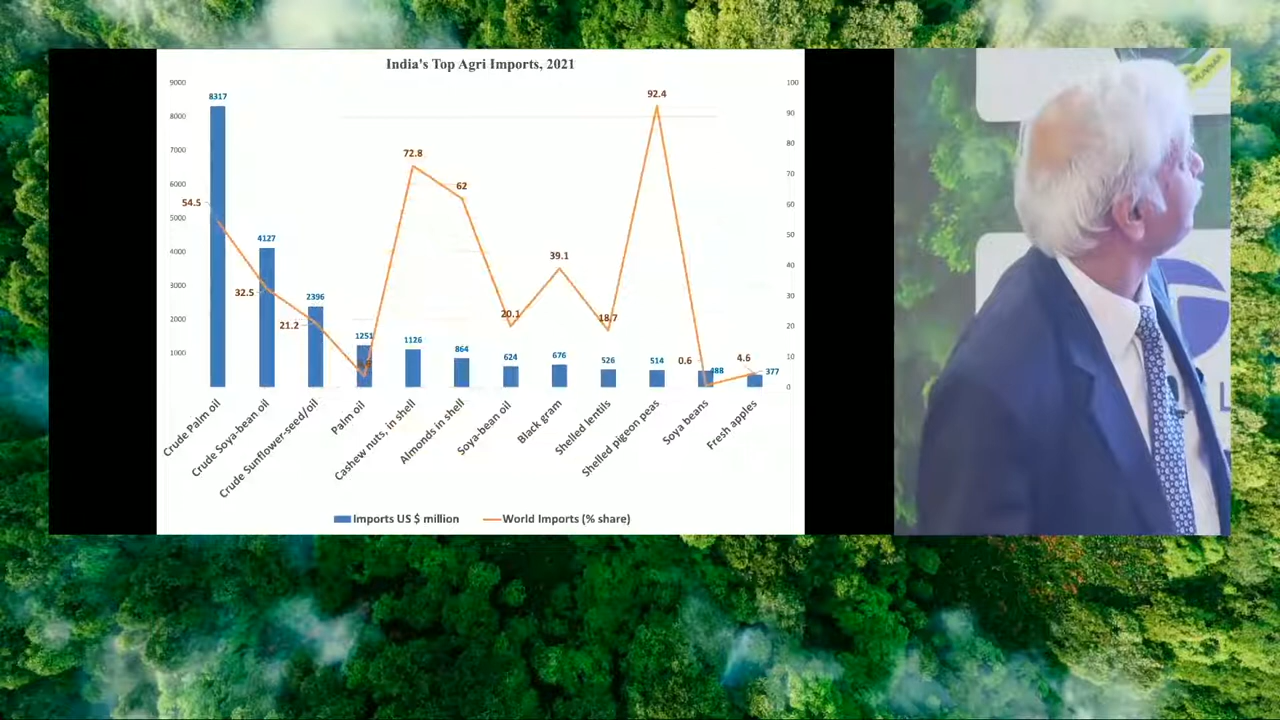 India's Top Agri Imports, 2021
9000
8000
7000
6000
5000
4000
3000
2000
1000
100
90
80
70
60
50
40
30
20
10
0
8317
4127
2396
1251
1126
864
624
676
526
514
488
377
54.5
32.5
21.2
72.8
62
20.1
39.1
18.7
92.4
0.6
4.6
Crude Palm oil
Crude Soya-bean oil
Crude Sunflower-seed/oil
Palm oil
Cashew nuts, in shell
Almonds in shell
Soya-bean oil
Black gram
Shelled lentils
Shelled pigeon peas
Soya beans
Fresh apples
Imports US $ million
World Imports (% share)